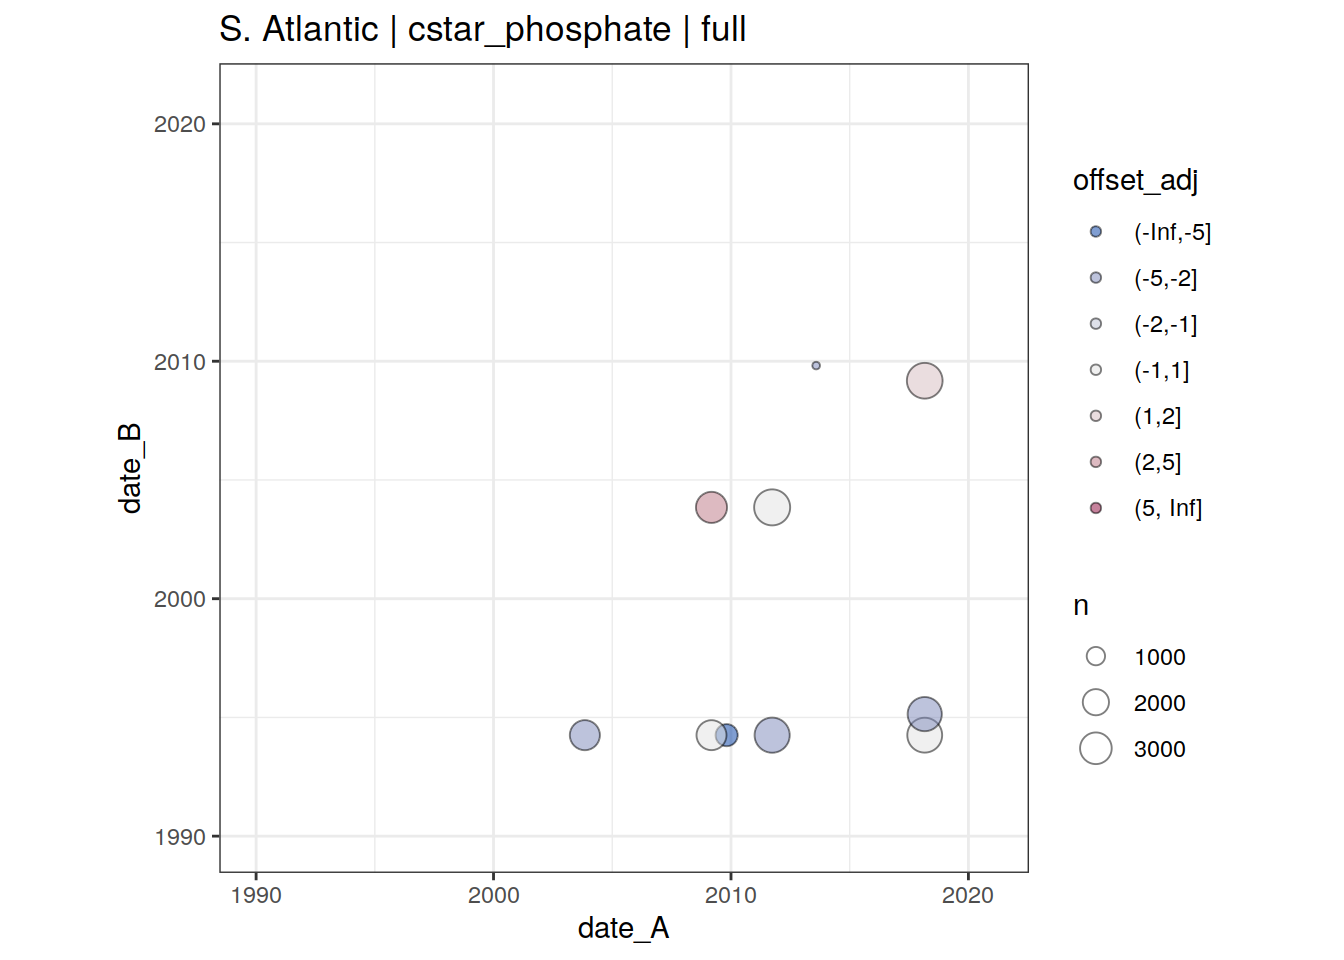 S. Atlantic | cstar_phosphate | full
2020
2010
2000
1990
date_B
1990
2000
2010
2020
date_A
offset_adj
(-Inf,-5]
(-5,-2]
(-2,-1]
(-1,1]
(1,2]
(2,5]
(5, Inf]
n
1000
2000
3000